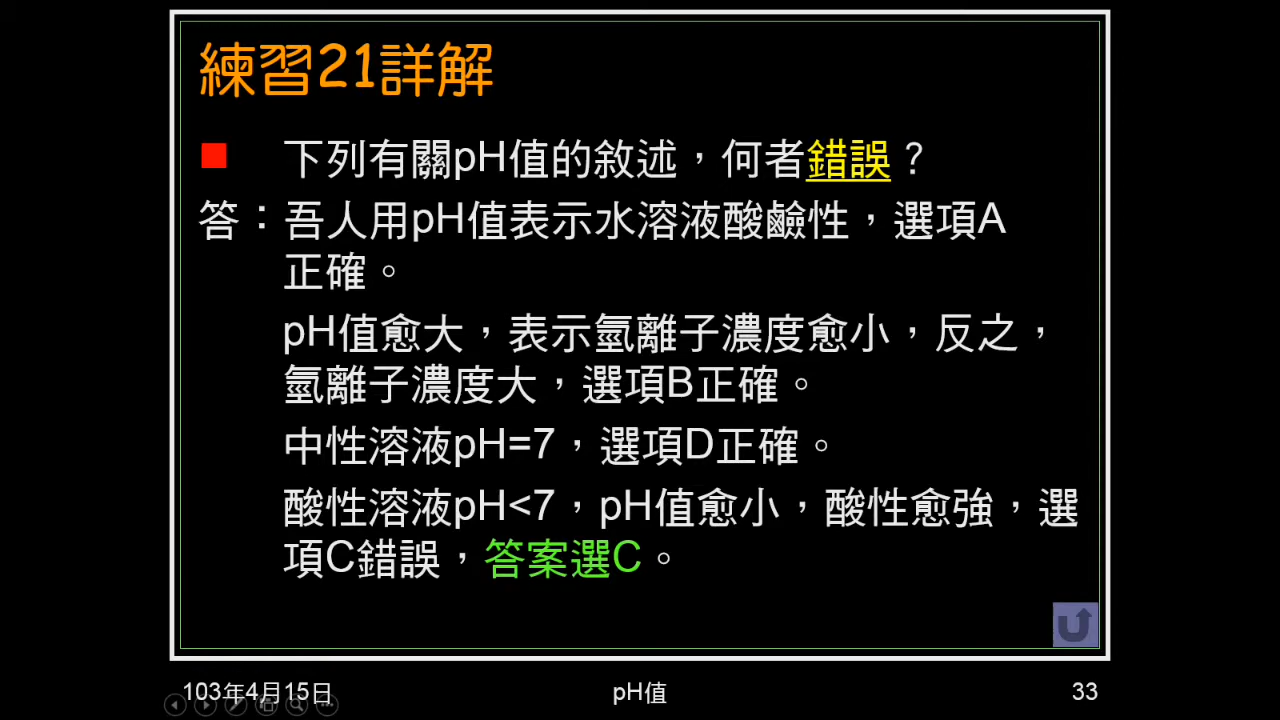 練習21詳解
下列有關pH值的敘述，何者錯誤？
答：吾人用pH值表示水溶液酸鹼性，選項A
正確。
pH值愈大，表示氫離子濃度愈小，反之，
氫離子濃度大，選項B正確。
中性溶液pH=7，選項D正確。
酸性溶液pH<7，pH值愈小，酸性愈強，選
項C錯誤，答案選C。
103年4月15日
pH值
33